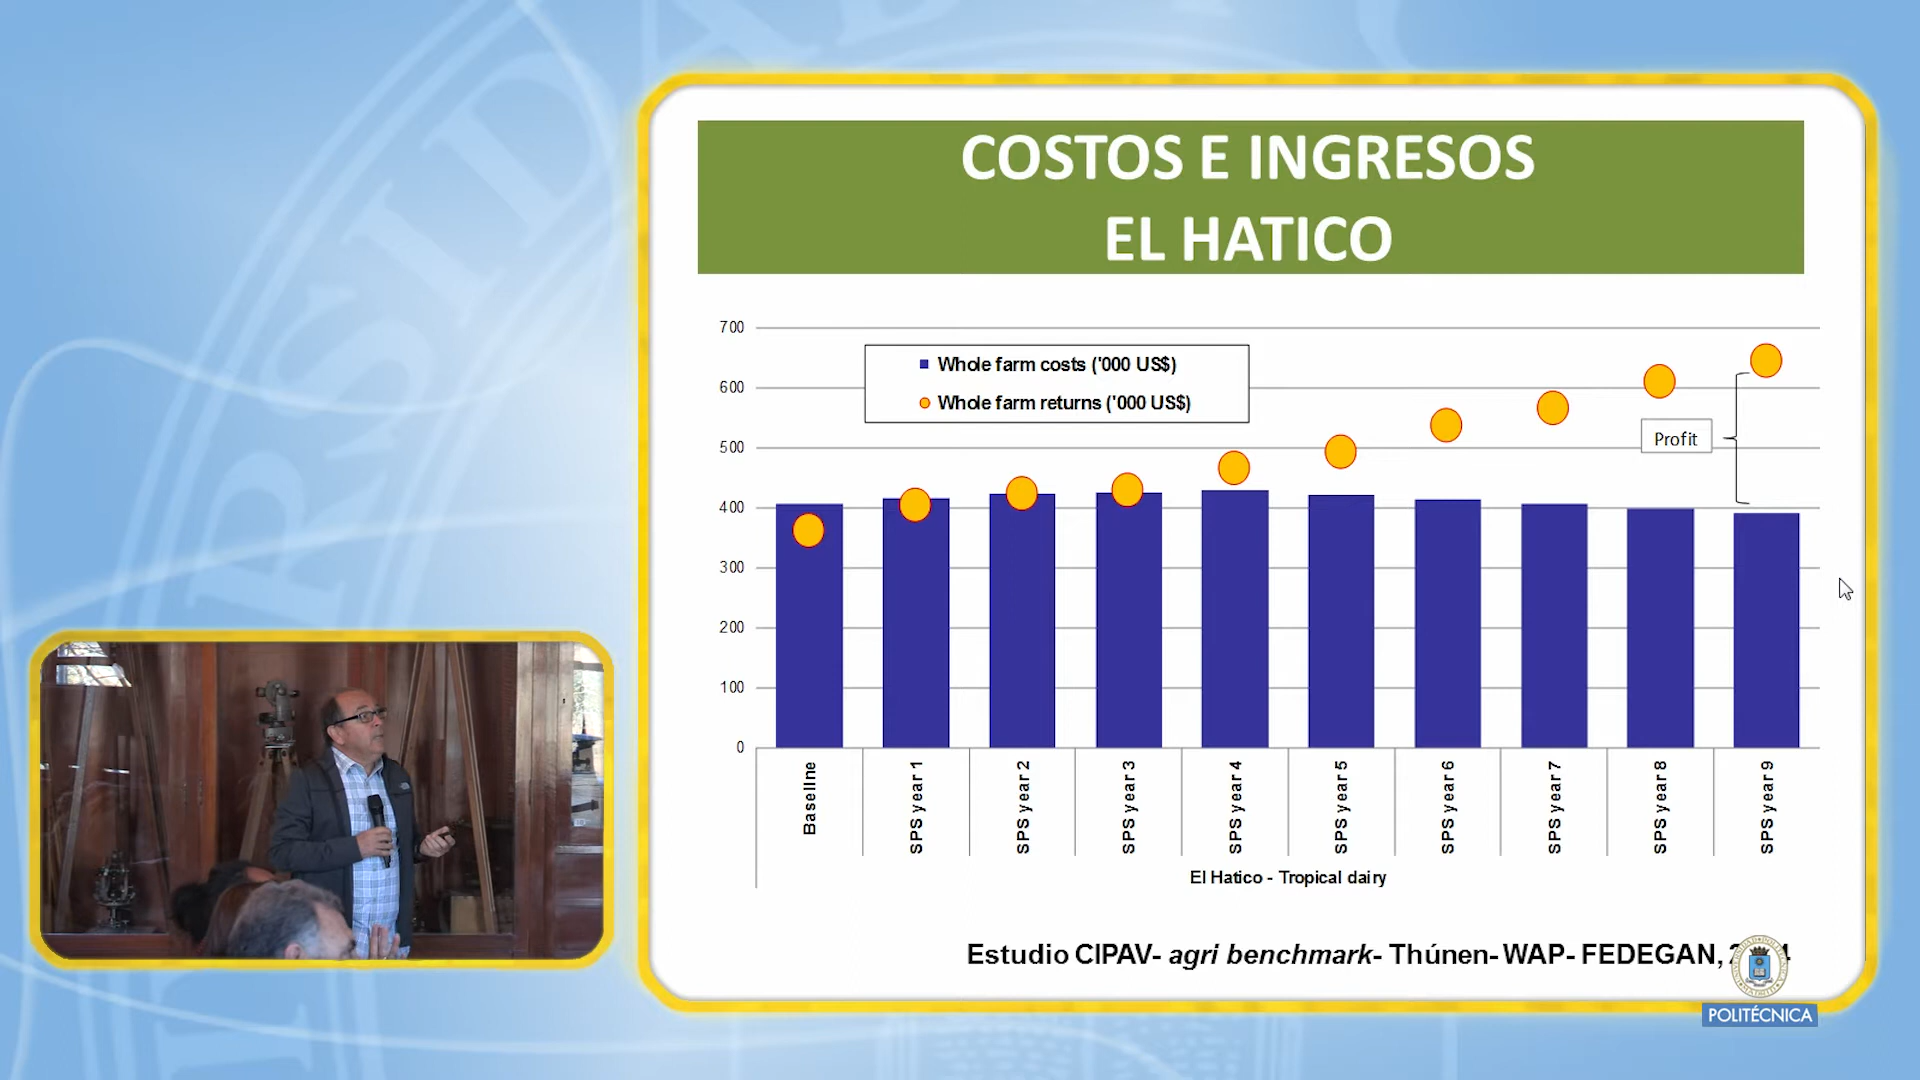 COSTOS E INGRESOS
EL HATICO
700
600
500
400
300
200
100
0
Whole farm costs ('000 US$)
Whole farm returns ('000 US$)
Profit
Baseline
SPS year 1
SPS year 2
SPS year 3
SPS year 4
SPS year 5
SPS year 6
SPS year 7
SPS year 8
SPS year 9
El Hatico - Tropical dairy
Estudio CIPAV- agri benchmark- Thúnen- WAP- FEDEGAN,
POLITÉCNICA